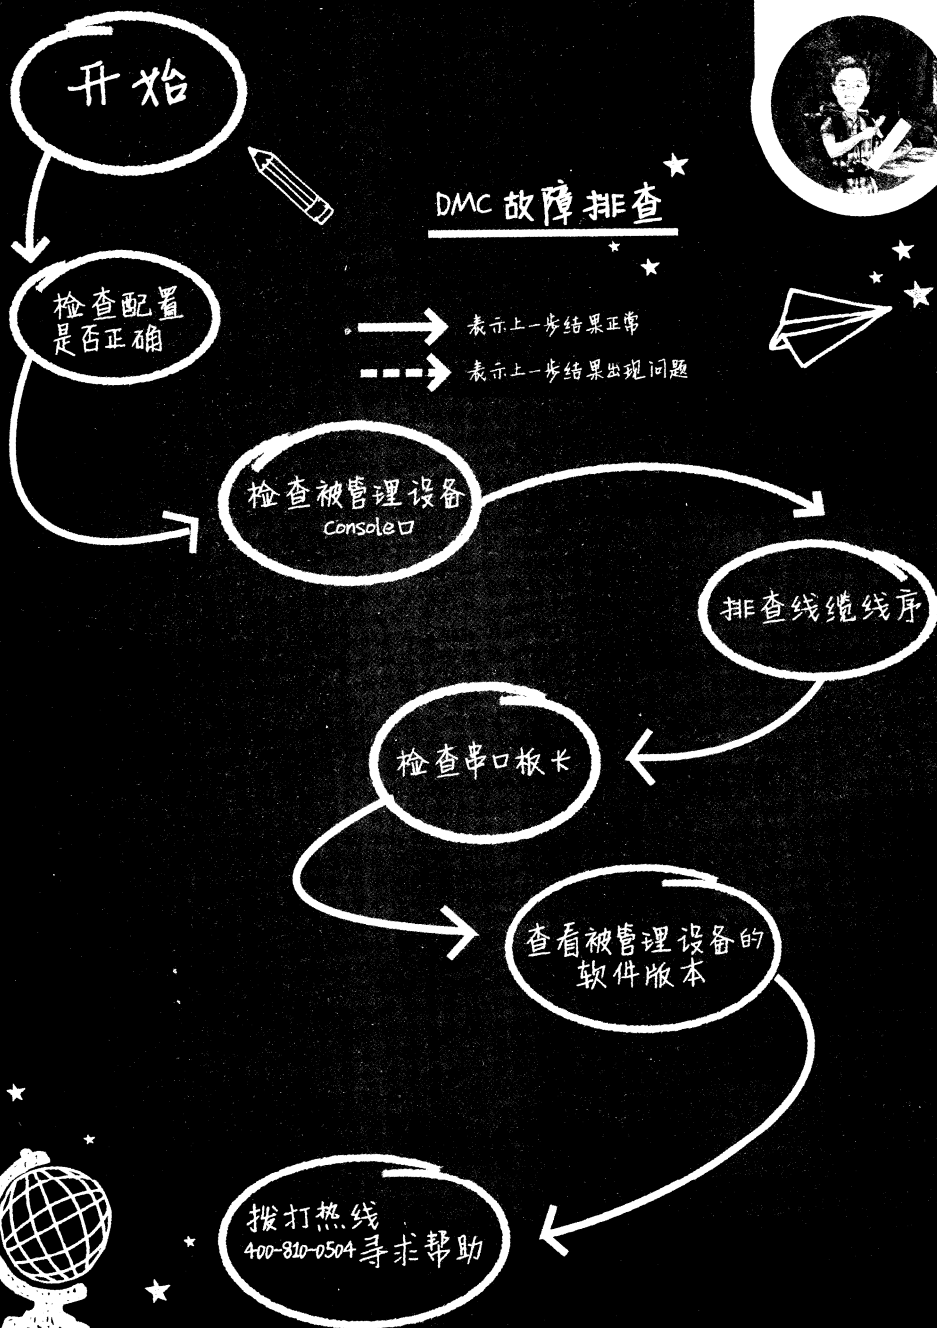 开始
DMC 故障排查
检查配置
是否正确
表示上一步结果正常
表示上一步结果出现问题
检查被管理设备
console口
排查线缆线序
检查串口板卡
查看被管理设备的
软件版本
拨打热线
400-810-0504寻求帮助